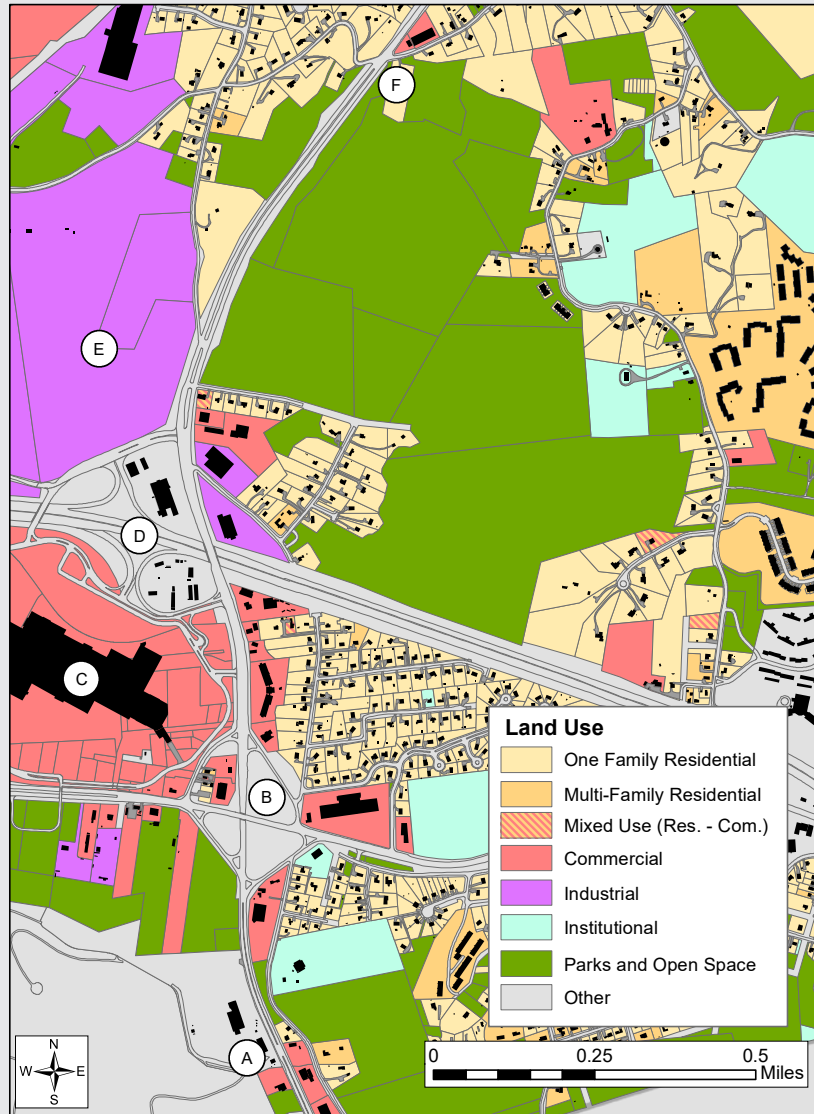 F
E
D
C
B
A
Land Use
One Family Residential
Multi-Family Residential
Mixed Use (Res. - Com.)
Commercial
Industrial
Institutional
Parks and Open Space
Other
N
W E
S
0 0.25 0.5
Miles